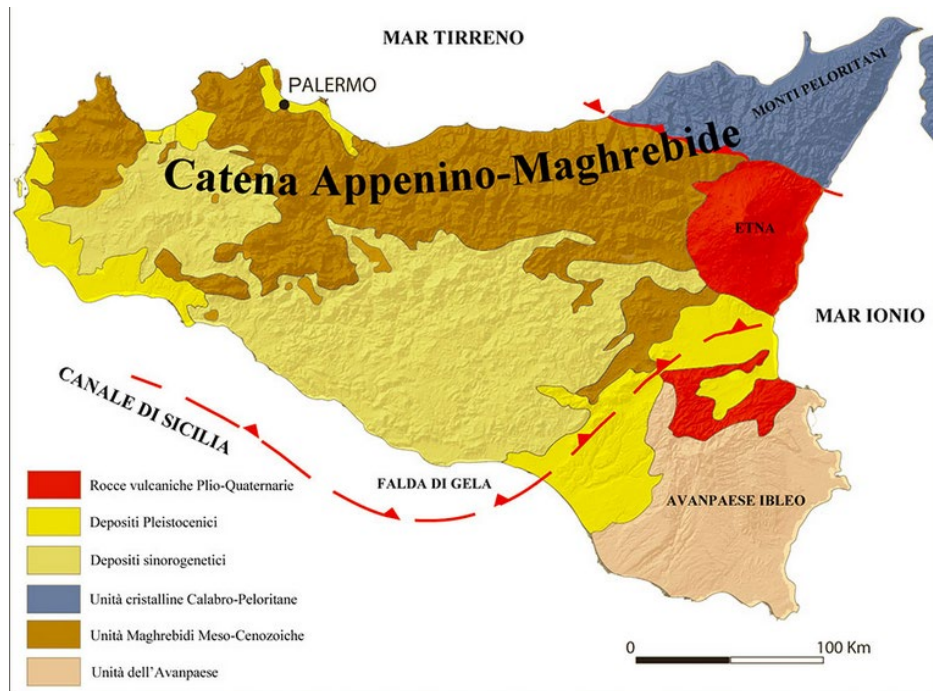 MAR TIRRENO
PALERMO
MONTI PELORITANI
Catena Appenino-Maghrebide
ETNA
MAR IONIO
CANALE DI SICILIA
FALDA DI GELA
AVANPAESE IBLEO
Rocce vulcaniche Plio-Quaternarie
Depositi Pleistocenici
Depositi sinorogenetici
Unità cristalline Calabro-Peloritane
Unità Maghrebidi Meso-Cenozoiche
Unità dell'Avanpaese
0 100 Km